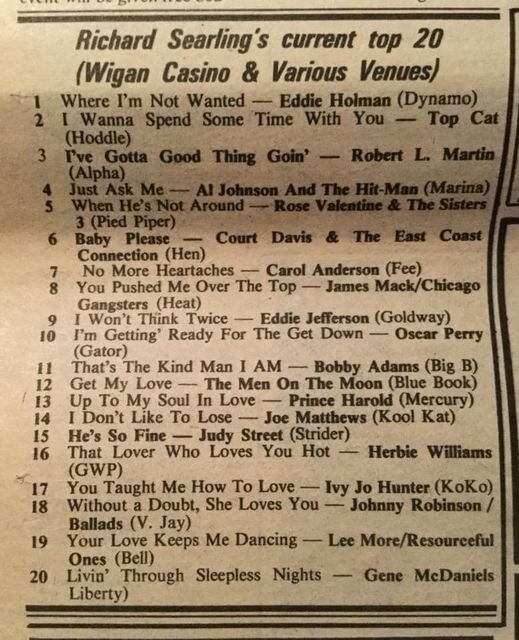 Richard Searling's current top 20
(Wigan Casino & Various Venues)
1 Where I'm Not Wanted — Eddie Holman (Dynamo)
2 I Wanna Spend Some Time With You — Top Cat
(Hoddle)
3 I've Gotta Good Thing Goin' — Robert L. Martin
(Alpha)
4 Just Ask Me — Al Johnson And The Hit-Man (Marina)
5 When He's Not Around — Rose Valentine & The Sisters
3 (Pied Piper)
6 Baby Please — Court Davis & The East Coast
Connection (Hen)
7 No More Heartaches — Carol Anderson (Fee)
8 You Pushed Me Over The Top — James Mack/Chicago
Gangsters (Heat)
9 I Won't Think Twice — Eddie Jefferson (Goldway)
10 I'm Getting' Ready For The Get Down — Oscar Perry
(Gator)
11 That's The Kind Man I AM — Bobby Adams (Big B)
12 Get My Love — The Men On The Moon (Blue Book)
13 Up To My Soul In Love — Prince Harold (Mercury)
14 I Don't Like To Lose — Joe Matthews (Kool Kat)
15 He's So Fine — Judy Street (Strider)
16 That Lover Who Loves You Hot — Herbie Williams
(GWP)
17 You Taught Me How To Love — Ivy Jo Hunter (KoKo)
18 Without a Doubt, She Loves You — Johnny Robinson /
Ballads (V. Jay)
19 Your Love Keeps Me Dancing — Lee More/Resourceful
Ones (Bell)
20 Livin' Through Sleepless Nights — Gene McDaniels
Liberty)